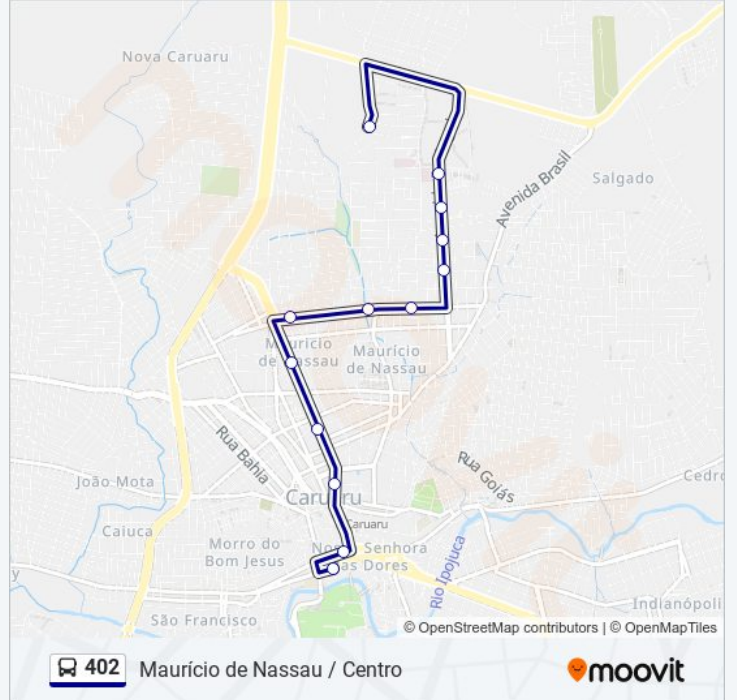 Nova Caruaru
Salgado
Avenida Brasil
Maurício
de Nassau
Maurício
de Nassau
Rua Bahia
Rua Goiás
João Mota
Cedro
Caruaru
Caruaru
Caiuca
Morro do
Bom Jesus
Nossa Senhora
das Dores
Rio Ipojuca
y
Indianópoli
São Francisco
© OpenStreetMap contributors | © OpenMapTiles
402 Maurício de Nassau / Centro
moovit